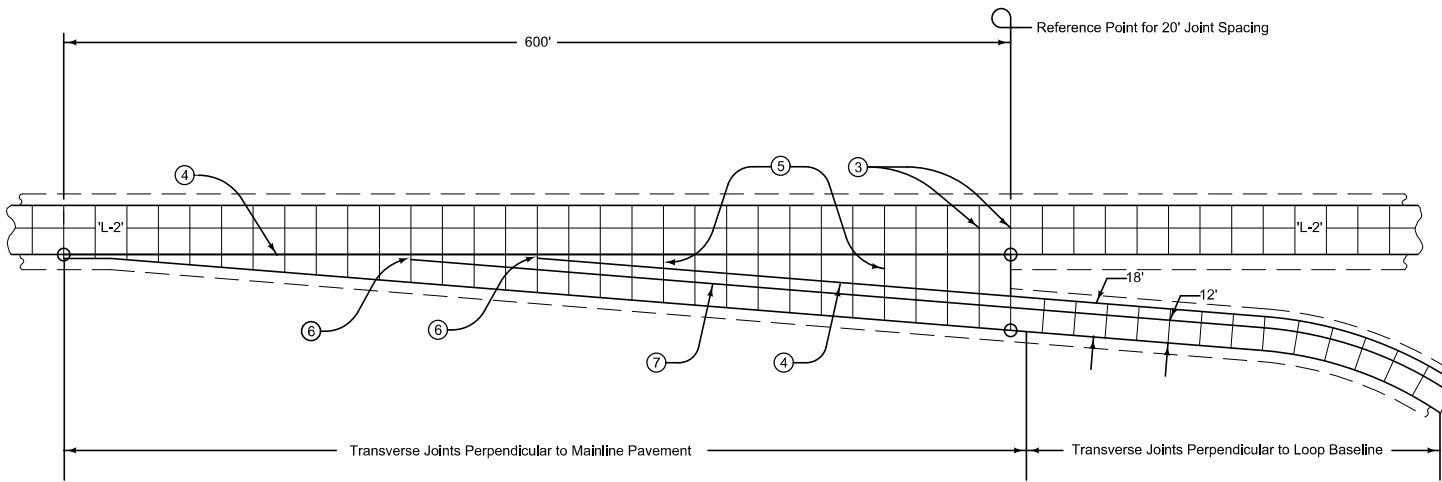 Reference Point for 20' Joint Spacing
600'
5
3
4
'L-2'
'L-2'
18'
12'
6
6
7
4
Transverse Joints Perpendicular to Mainline Pavement
Transverse Joints Perpendicular to Loop Baseline